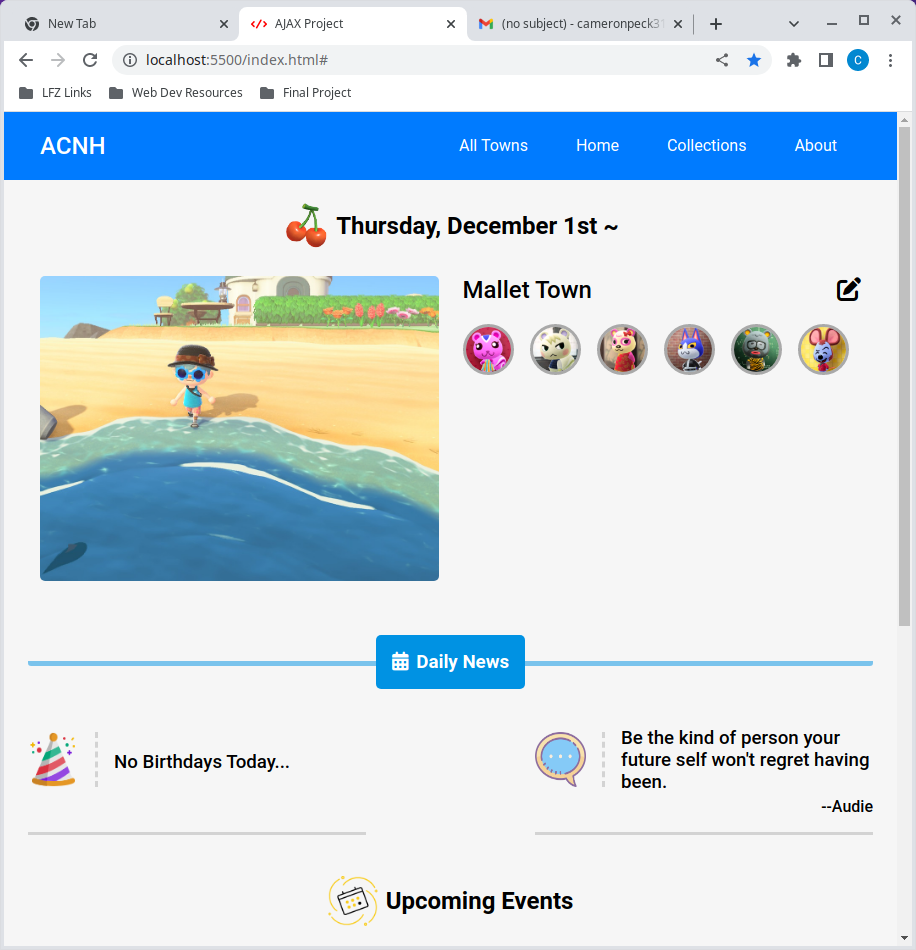 New Tab
AJAX Project
(no subject) - cameronpeck31
localhost:5500/index.html#
C
LFZ Links
Web Dev Resources
Final Project
ACNH
All Towns
Home
Collections
About
Thursday, December 1st ~
Mallet Town
Daily News
No Birthdays Today...
Be the kind of person your
future self won't regret having
been.
--Audie
Upcoming Events